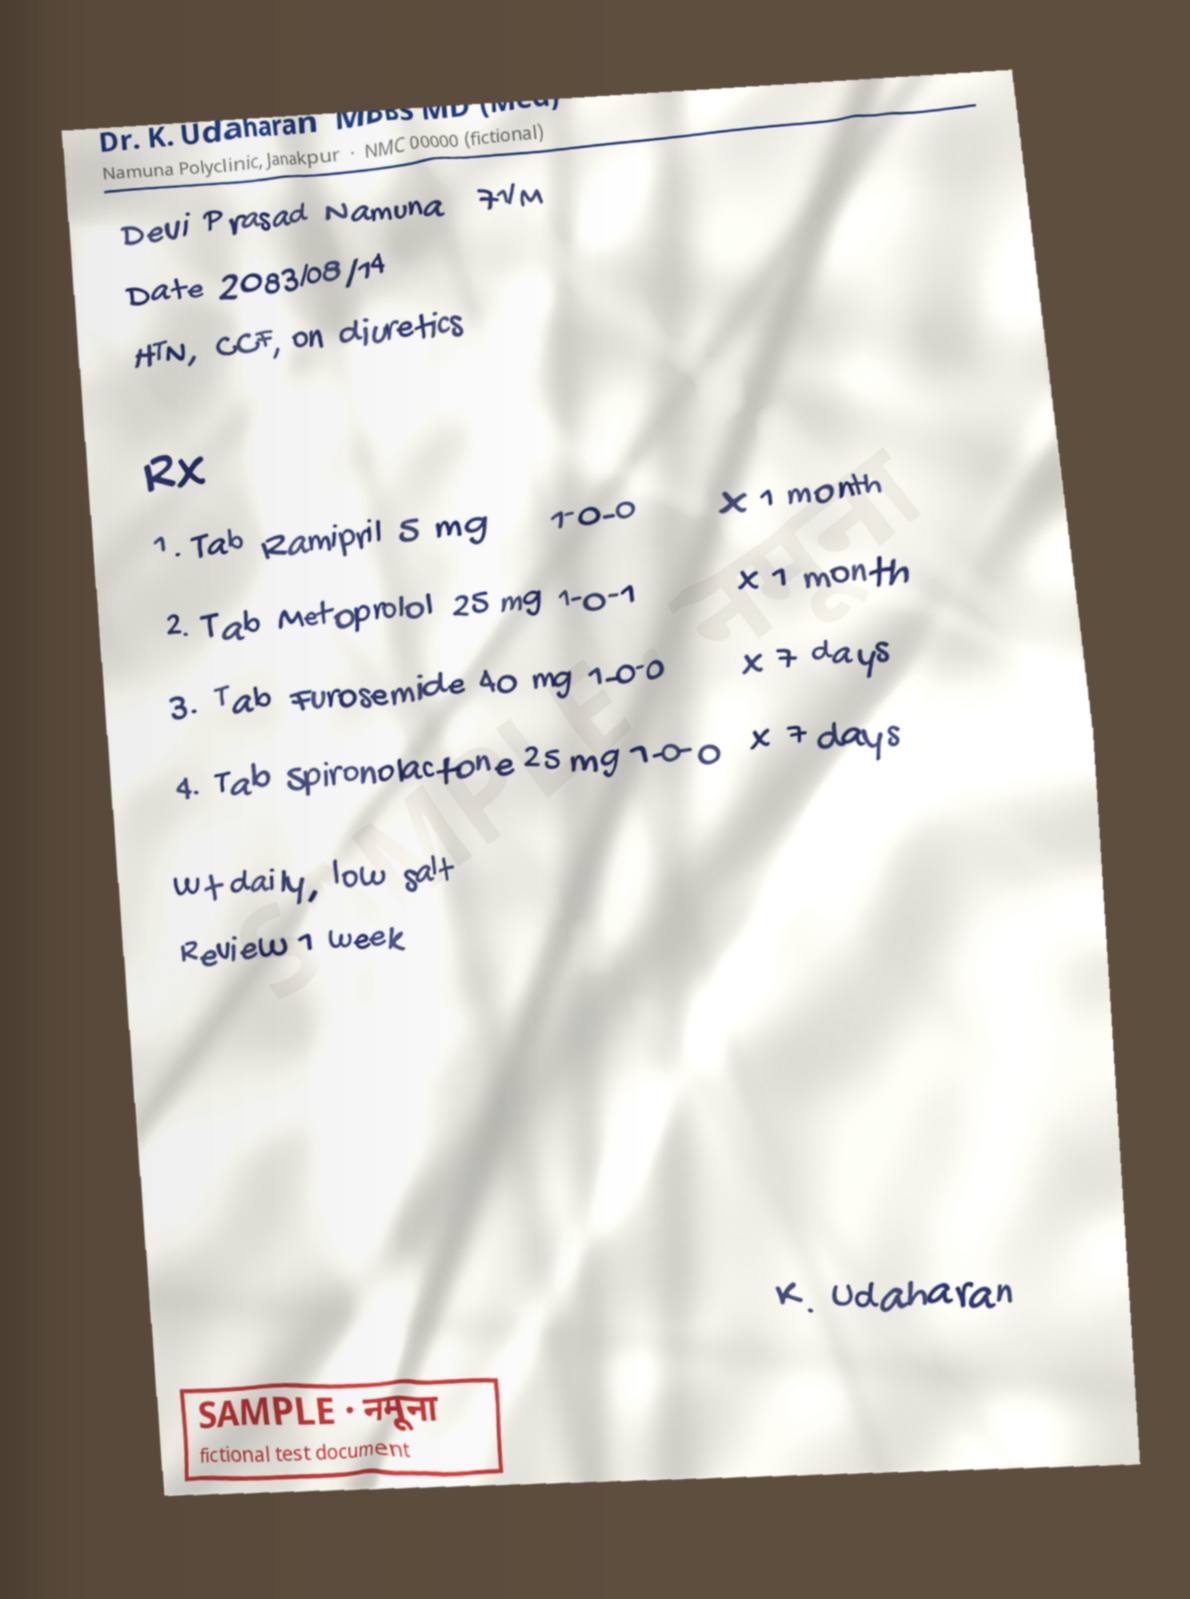 Dr. K. Udaharan MBBS MD (Med)
Namuna Polyclinic, Janakpur · NMC 00000 (fictional)
Devi Prasad Namuna 71/M
Date 2083/08/14
HTN, CCF, on diuretics
Rx
1. Tab Ramipril 5 mg 1-0-0 x 1 month
2. Tab Metoprolol 25 mg 1-0-1 x 1 month
3. Tab Furosemide 40 mg 1-0-0 x 7 days
4. Tab Spironolactone 25 mg 1-0-0 x 7 days
Wt daily, low salt
Review 1 week
SAMPLE · नमूना
K. Udaharan
SAMPLE · नमूना
fictional test document